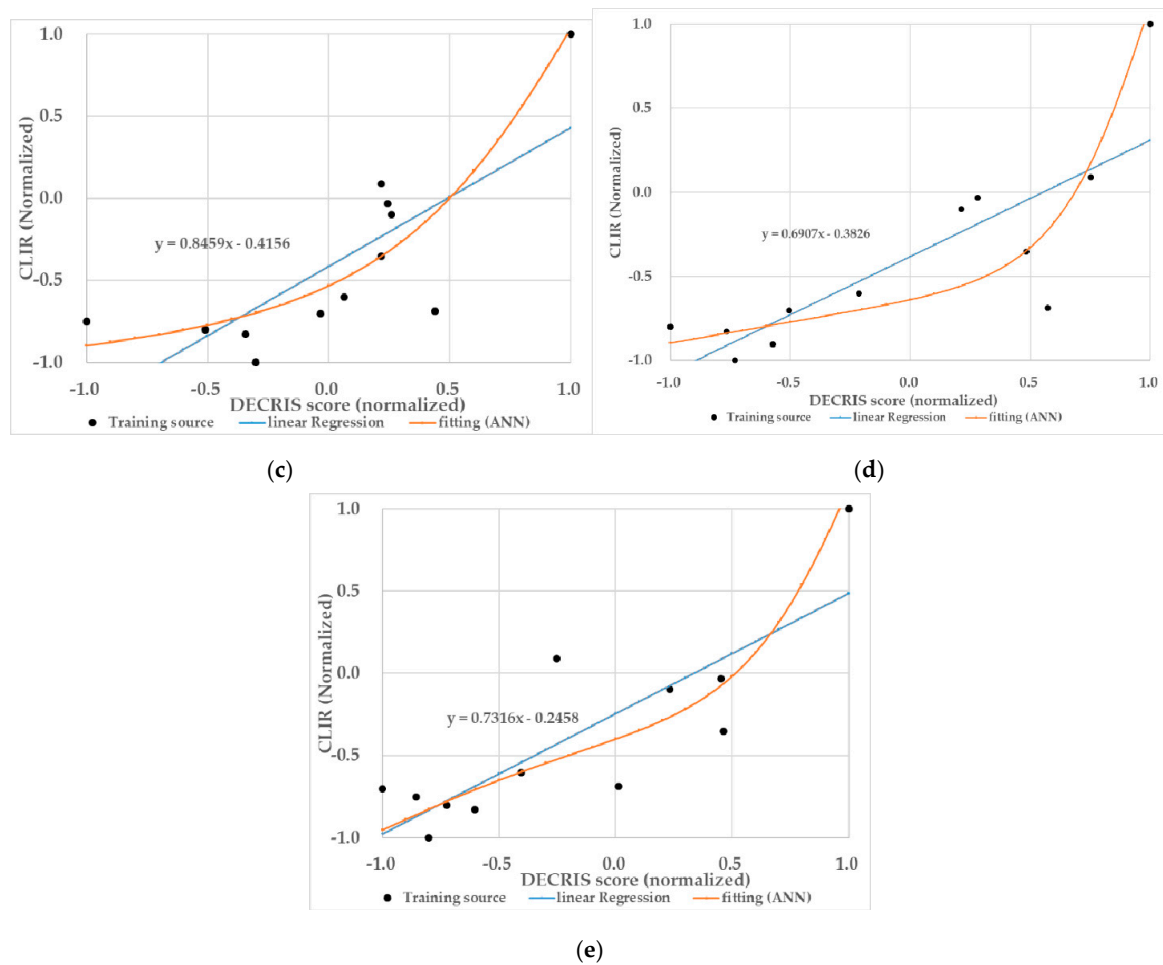 1.0
0.5
0.0
-0.5
-1.0
CLIR (Normalized)
y = 0.8459x - 0.4156
-1.0 -0.5 0.0 0.5 1.0
DECRIS score (normalized)
Training source linear Regression fitting (ANN)
(c)
1.0
0.5
0.0
-0.5
-1.0
CLIR (Normalized)
y = 0.6907x - 0.3826
-1.0 -0.5 0.0 0.5 1.0
DECRIS score (normalized)
Training source linear Regression fitting (ANN)
(d)
1.0
0.5
0.0
-0.5
-1.0
CLIR (Normalized)
y = 0.7316x - 0.2458
-1.0 -0.5 0.0 0.5 1.0
DECRIS score (normalized)
Training source linear Regression fitting (ANN)
(e)